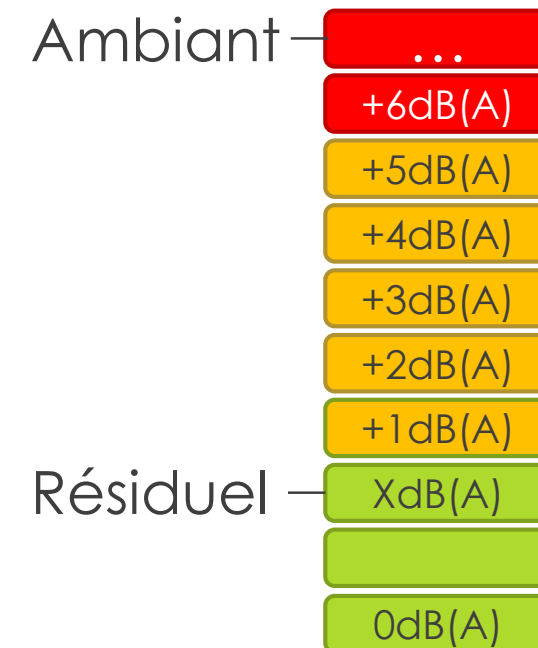 Ambiant
...
+6dB(A)
+5dB(A)
+4dB(A)
+3dB(A)
+2dB(A)
+1dB(A)
Résiduel
XdB(A)
0dB(A)